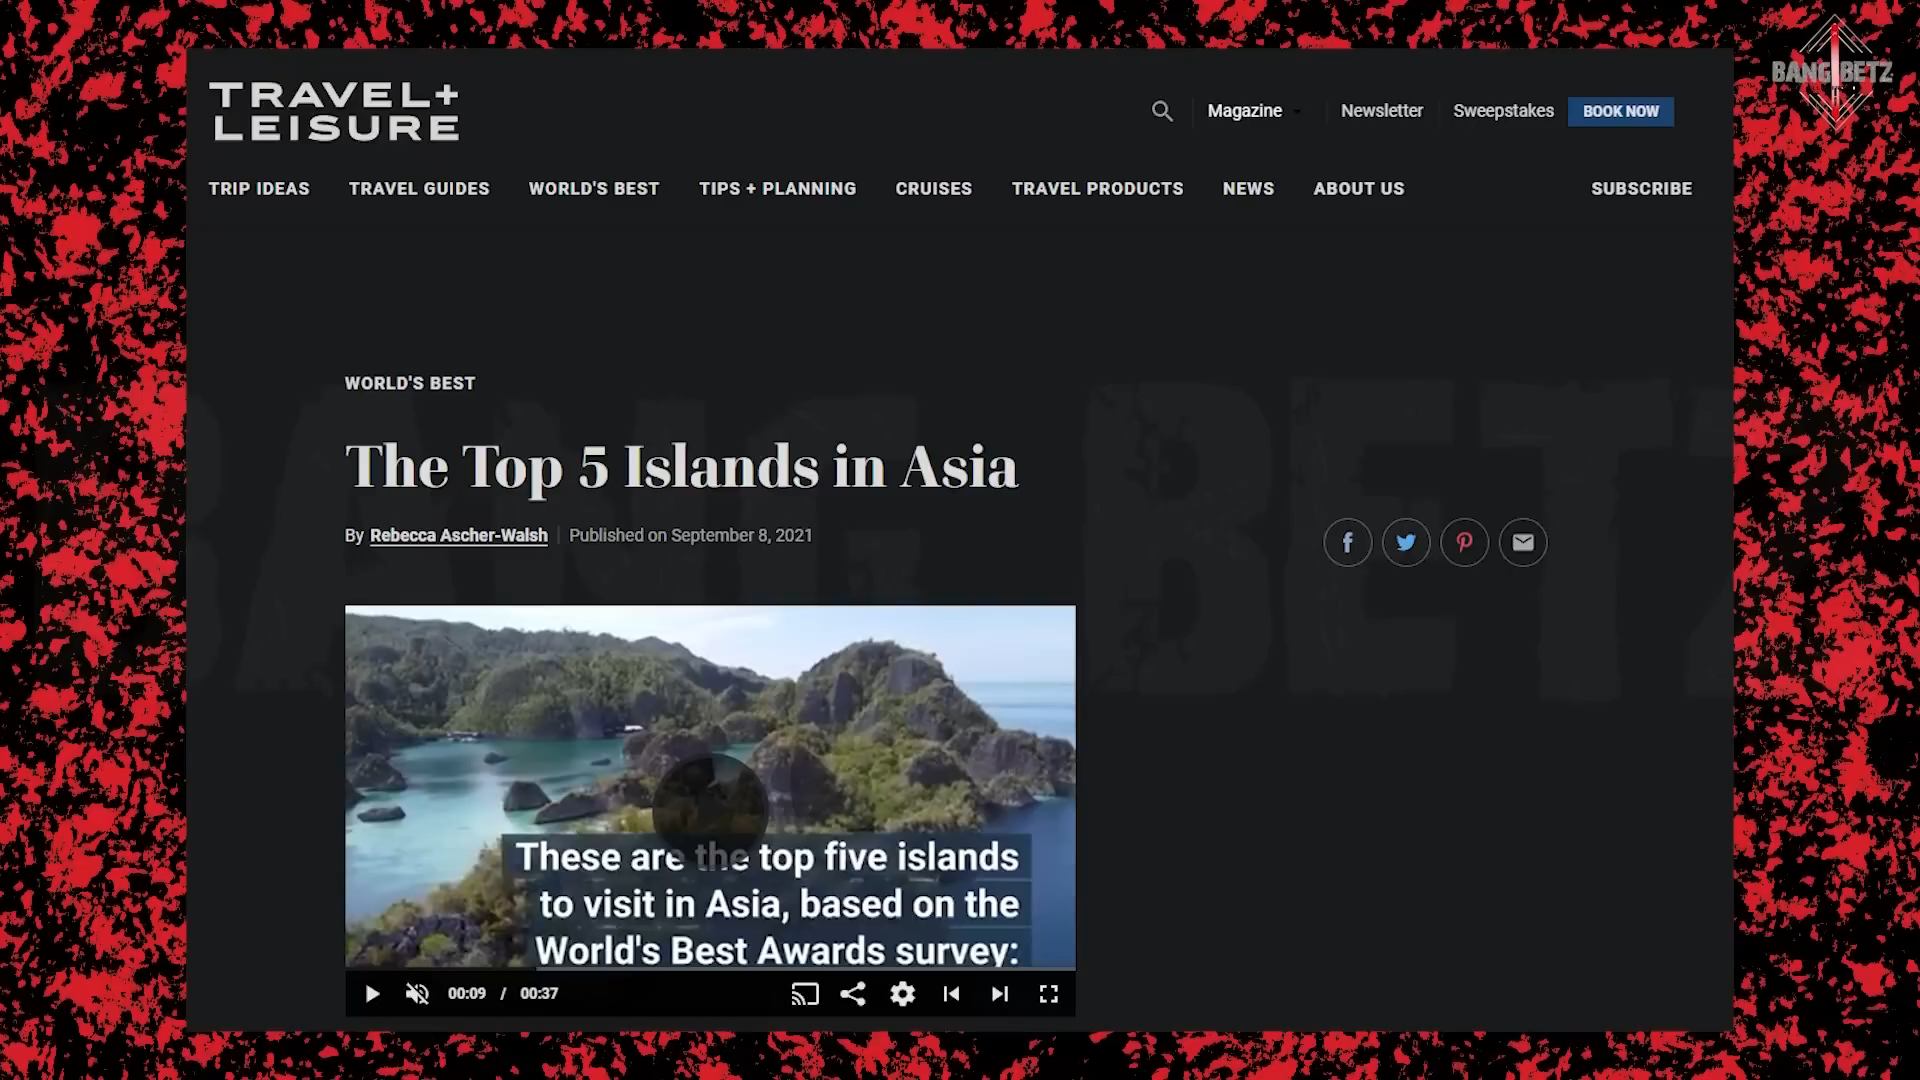 BANG BETZ
TRAVEL+
LEISURE
Magazine
Newsletter
Sweepstakes
BOOK NOW
TRIP IDEAS
TRAVEL GUIDES
WORLD'S BEST
TIPS + PLANNING
CRUISES
TRAVEL PRODUCTS
NEWS
ABOUT US
SUBSCRIBE
WORLD'S BEST
The Top 5 Islands in Asia
By Rebecca Ascher-Walsh
Published on September 8, 2021
BANG BETZ
These are the top five islands
to visit in Asia, based on the
World's Best Awards survey:
00:09 / 00:37